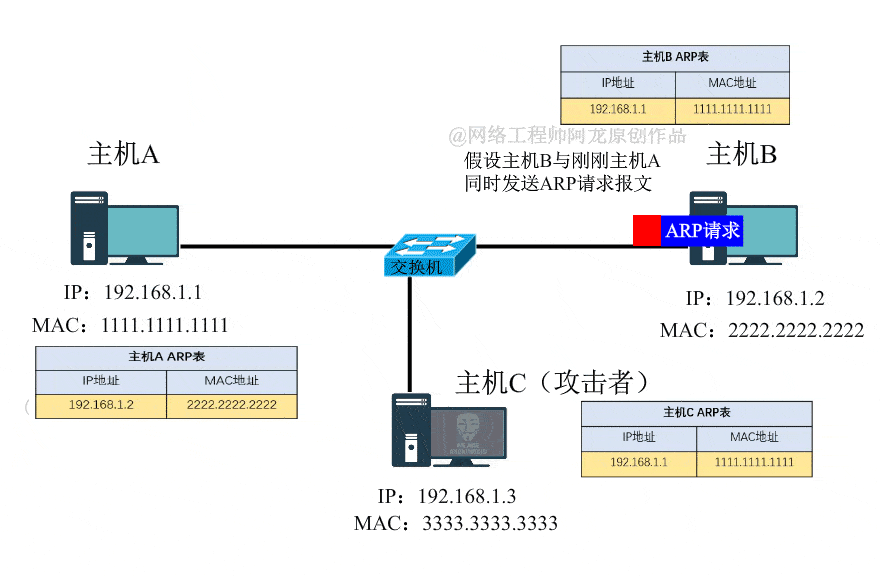 主机B ARP表
IP地址 MAC地址
192.168.1.1 1111.1111.1111
@网络工程师阿龙原创作品
主机A
假设主机B与刚刚主机A
同时发送ARP请求报文
主机B
ARP请求
交换机
IP：192.168.1.1
MAC：1111.1111.1111
IP：192.168.1.2
MAC：2222.2222.2222
主机A ARP表
IP地址 MAC地址
192.168.1.2 2222.2222.2222
主机C（攻击者）
主机C ARP表
IP地址 MAC地址
192.168.1.1 1111.1111.1111
IP：192.168.1.3
MAC：3333.3333.3333